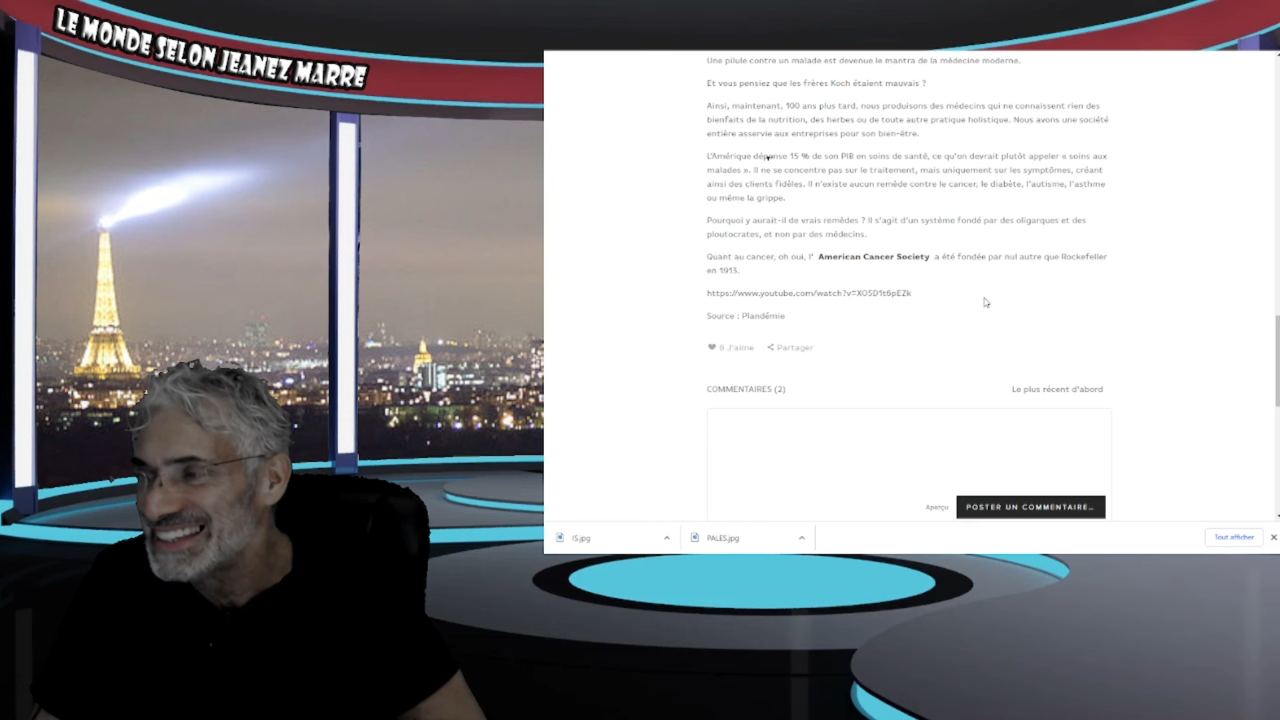 LE MONDE SELON JEANEZ MARRE
Une pilule contre un malade est devenue le mantra de la médecine moderne.
Et vous pensiez que les frères Koch étaient mauvais ?
Ainsi, maintenant, 100 ans plus tard, nous produisons des médecins qui ne connaissent rien des
bienfaits de la nutrition, des herbes ou de toute autre pratique holistique. Nous avons une société
entière asservie aux entreprises pour son bien-être.
L'Amérique dépense 15 % de son PIB en soins de santé, ce qu'on devrait plutôt appeler « soins aux
malades ». Il ne se concentre pas sur le traitement, mais uniquement sur les symptômes, créant
ainsi des clients fidèles. Il n'existe aucun remède contre le cancer, le diabète, l'autisme, l'asthme
ou même la grippe.
Pourquoi y aurait-il de vrais remèdes ? Il s'agit d'un système fondé par des oligarques et des
ploutocrates, et non par des médecins.
Quant au cancer, oh oui, l' American Cancer Society a été fondée par nul autre que Rockefeller
en 1913.
https://www.youtube.com/watch?v=XOSD1t6pEZk
Source : Plandémie
8 J'aime Partager
COMMENTAIRES (2) Le plus récent d'abord
Aperçu POSTER UN COMMENTAIRE...
IS.jpg PALES.jpg Tout afficher